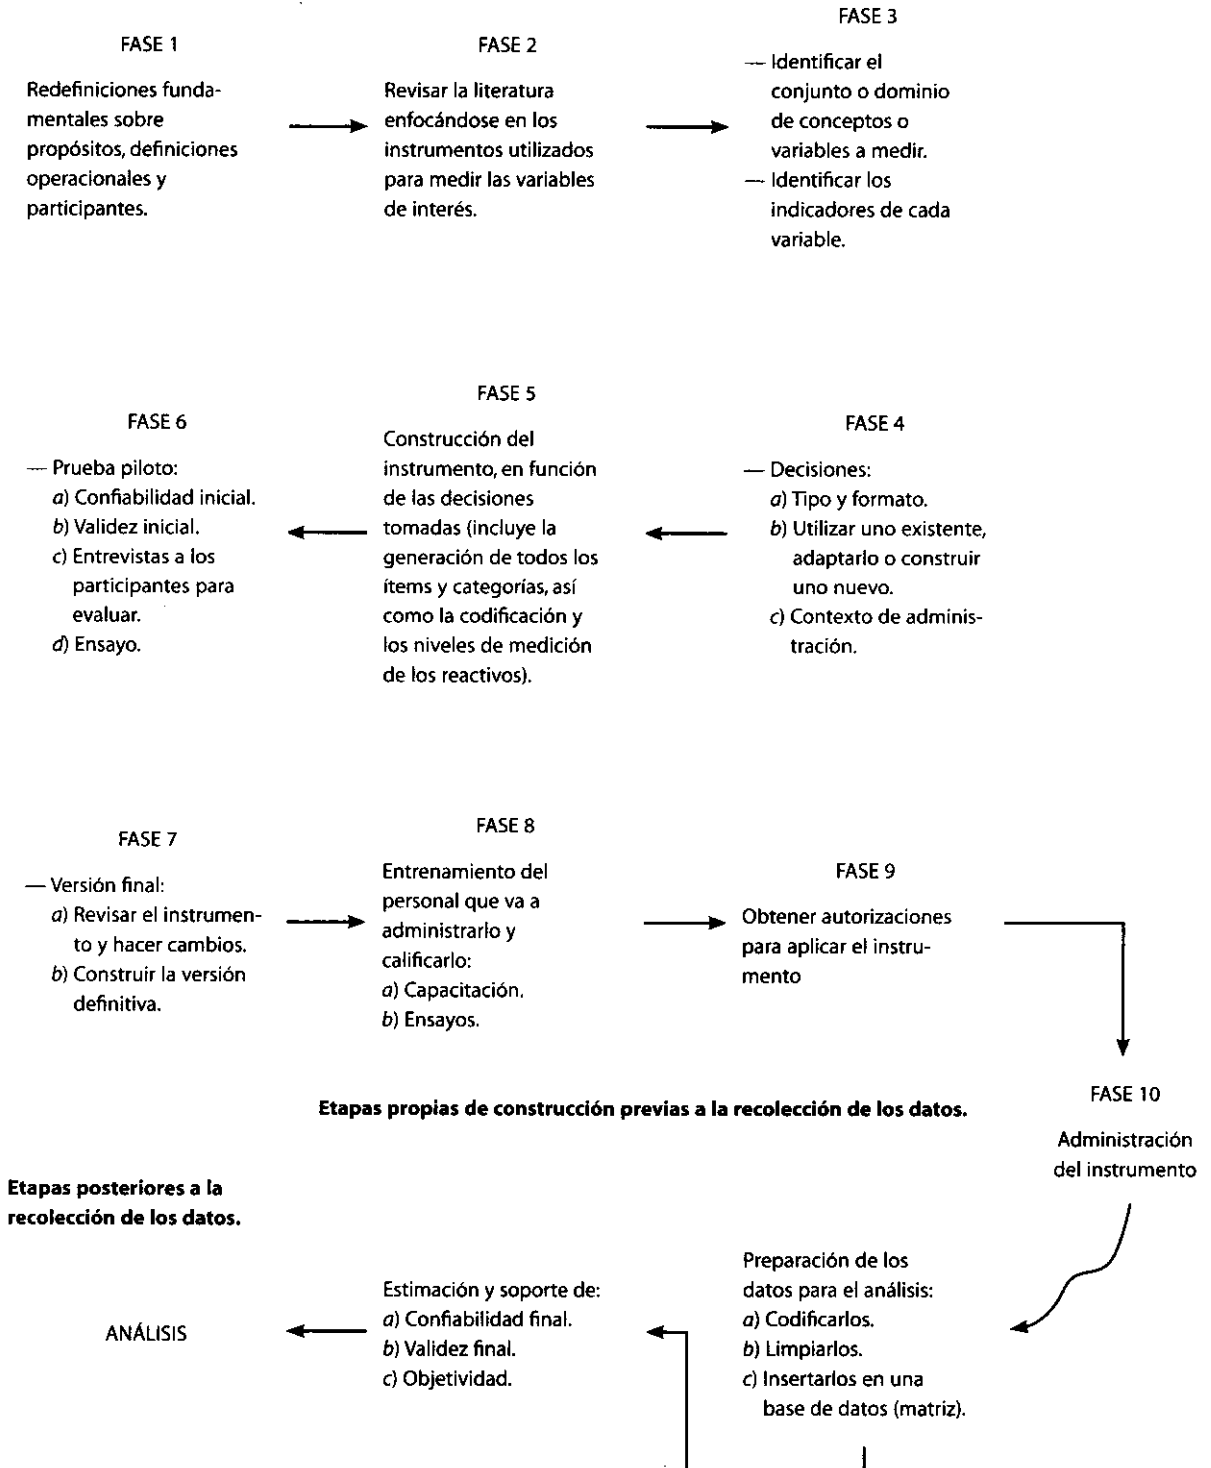 FASE 1
Redefiniciones funda-
mentales sobre
propósitos, definiciones
operacionales y
participantes.
FASE 2
Revisar la literatura
enfocándose en los
instrumentos utilizados
para medir las variables
de interés.
FASE 3
— Identificar el
conjunto o dominio
de conceptos o
variables a medir.
— Identificar los
indicadores de cada
variable.
FASE 4
— Decisiones:
a) Tipo y formato.
b) Utilizar uno existente,
adaptarlo o construir
uno nuevo.
c) Contexto de adminis-
tración.
FASE 5
Construcción del
instrumento, en función
de las decisiones
tomadas (incluye la
generación de todos los
ítems y categorías, así
como la codificación y
los niveles de medición
de los reactivos).
FASE 6
— Prueba piloto:
a) Confiabilidad inicial.
b) Validez inicial.
c) Entrevistas a los
participantes para
evaluar.
d) Ensayo.
FASE 7
— Versión final:
a) Revisar el instrumen-
to y hacer cambios.
b) Construir la versión
definitiva.
FASE 8
Entrenamiento del
personal que va a
administrarlo y
calificarlo:
a) Capacitación.
b) Ensayos.
FASE 9
Obtener autorizaciones
para aplicar el instru-
mento
Etapas propias de construcción previas a la recolección de los datos.
FASE 10
Administración
del instrumento
Etapas posteriores a la
recolección de los datos.
Preparación de los
datos para el análisis:
a) Codificarlos.
b) Limpiarlos.
c) Insertarlos en una
base de datos (matriz).
Estimación y soporte de:
a) Confiabilidad final.
b) Validez final.
c) Objetividad.
ANÁLISIS